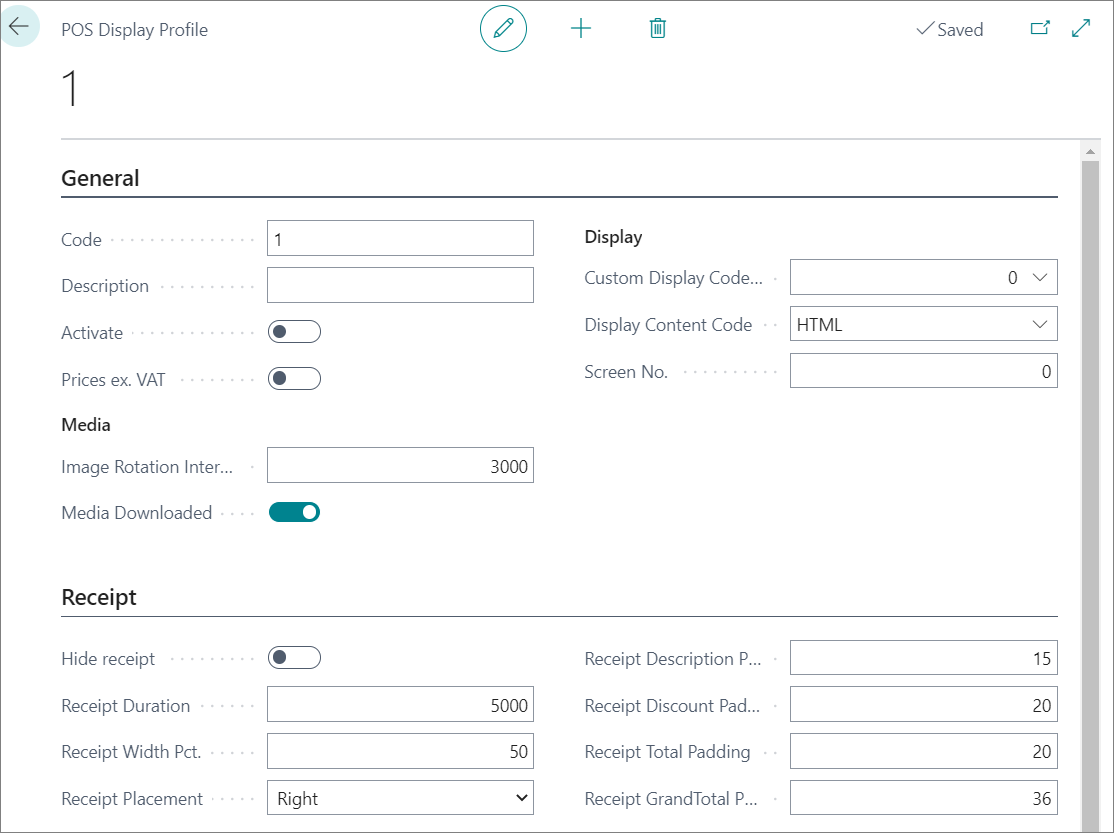 POS Display Profile
Saved
1
General
Code 1
Description
Activate
Prices ex. VAT
Media
Image Rotation Inter... 3000
Media Downloaded
Display
Custom Display Code... 0
Display Content Code HTML
Screen No. 0
Receipt
Hide receipt
Receipt Duration 5000
Receipt Width Pct. 50
Receipt Placement Right
Receipt Description P... 15
Receipt Discount Pad... 20
Receipt Total Padding 20
Receipt GrandTotal P... 36